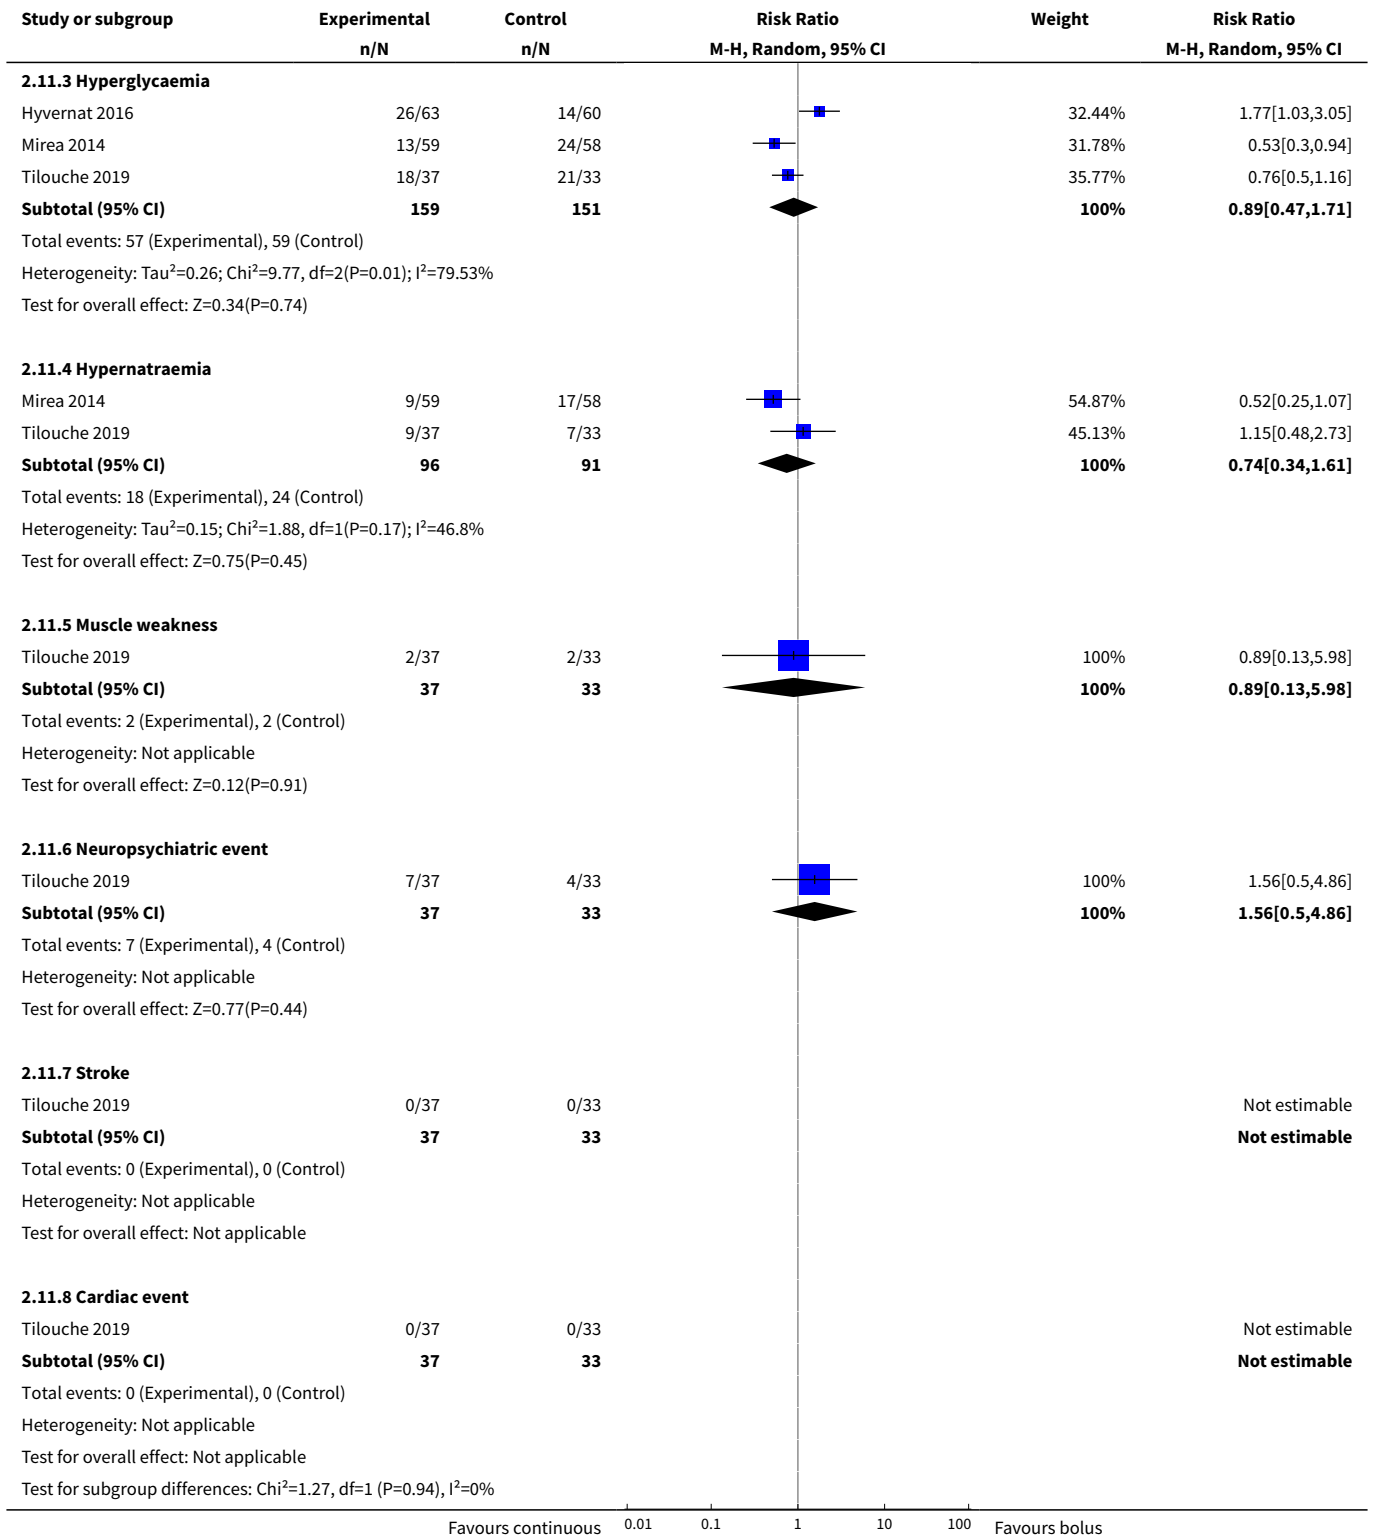 Study or subgroup Experimental Control Risk Ratio Weight Risk Ratio
n/N n/N M-H, Random, 95% CI M-H, Random, 95% CI
2.11.3 Hyperglycaemia
Hyvernat 2016 26/63 14/60 32.44% 1.77[1.03,3.05]
Mirea 2014 13/59 24/58 31.78% 0.53[0.3,0.94]
Tilouche 2019 18/37 21/33 35.77% 0.76[0.5,1.16]
Subtotal (95% CI) 159 151 100% 0.89[0.47,1.71]
Total events: 57 (Experimental), 59 (Control)
Heterogeneity: Tau²=0.26; Chi²=9.77, df=2(P=0.01); I²=79.53%
Test for overall effect: Z=0.34(P=0.74)
2.11.4 Hypernatraemia
Mirea 2014 9/59 17/58 54.87% 0.52[0.25,1.07]
Tilouche 2019 9/37 7/33 45.13% 1.15[0.48,2.73]
Subtotal (95% CI) 96 91 100% 0.74[0.34,1.61]
Total events: 18 (Experimental), 24 (Control)
Heterogeneity: Tau²=0.15; Chi²=1.88, df=1(P=0.17); I²=46.8%
Test for overall effect: Z=0.75(P=0.45)
2.11.5 Muscle weakness
Tilouche 2019 2/37 2/33 100% 0.89[0.13,5.98]
Subtotal (95% CI) 37 33 100% 0.89[0.13,5.98]
Total events: 2 (Experimental), 2 (Control)
Heterogeneity: Not applicable
Test for overall effect: Z=0.12(P=0.91)
2.11.6 Neuropsychiatric event
Tilouche 2019 7/37 4/33 100% 1.56[0.5,4.86]
Subtotal (95% CI) 37 33 100% 1.56[0.5,4.86]
Total events: 7 (Experimental), 4 (Control)
Heterogeneity: Not applicable
Test for overall effect: Z=0.77(P=0.44)
2.11.7 Stroke
Tilouche 2019 0/37 0/33 Not estimable
Subtotal (95% CI) 37 33 Not estimable
Total events: 0 (Experimental), 0 (Control)
Heterogeneity: Not applicable
Test for overall effect: Not applicable
2.11.8 Cardiac event
Tilouche 2019 0/37 0/33 Not estimable
Subtotal (95% CI) 37 33 Not estimable
Total events: 0 (Experimental), 0 (Control)
Heterogeneity: Not applicable
Test for overall effect: Not applicable
Test for subgroup differences: Chi²=1.27, df=1 (P=0.94), I²=0%
Favours continuous 0.01 0.1 1 10 100 Favours bolus